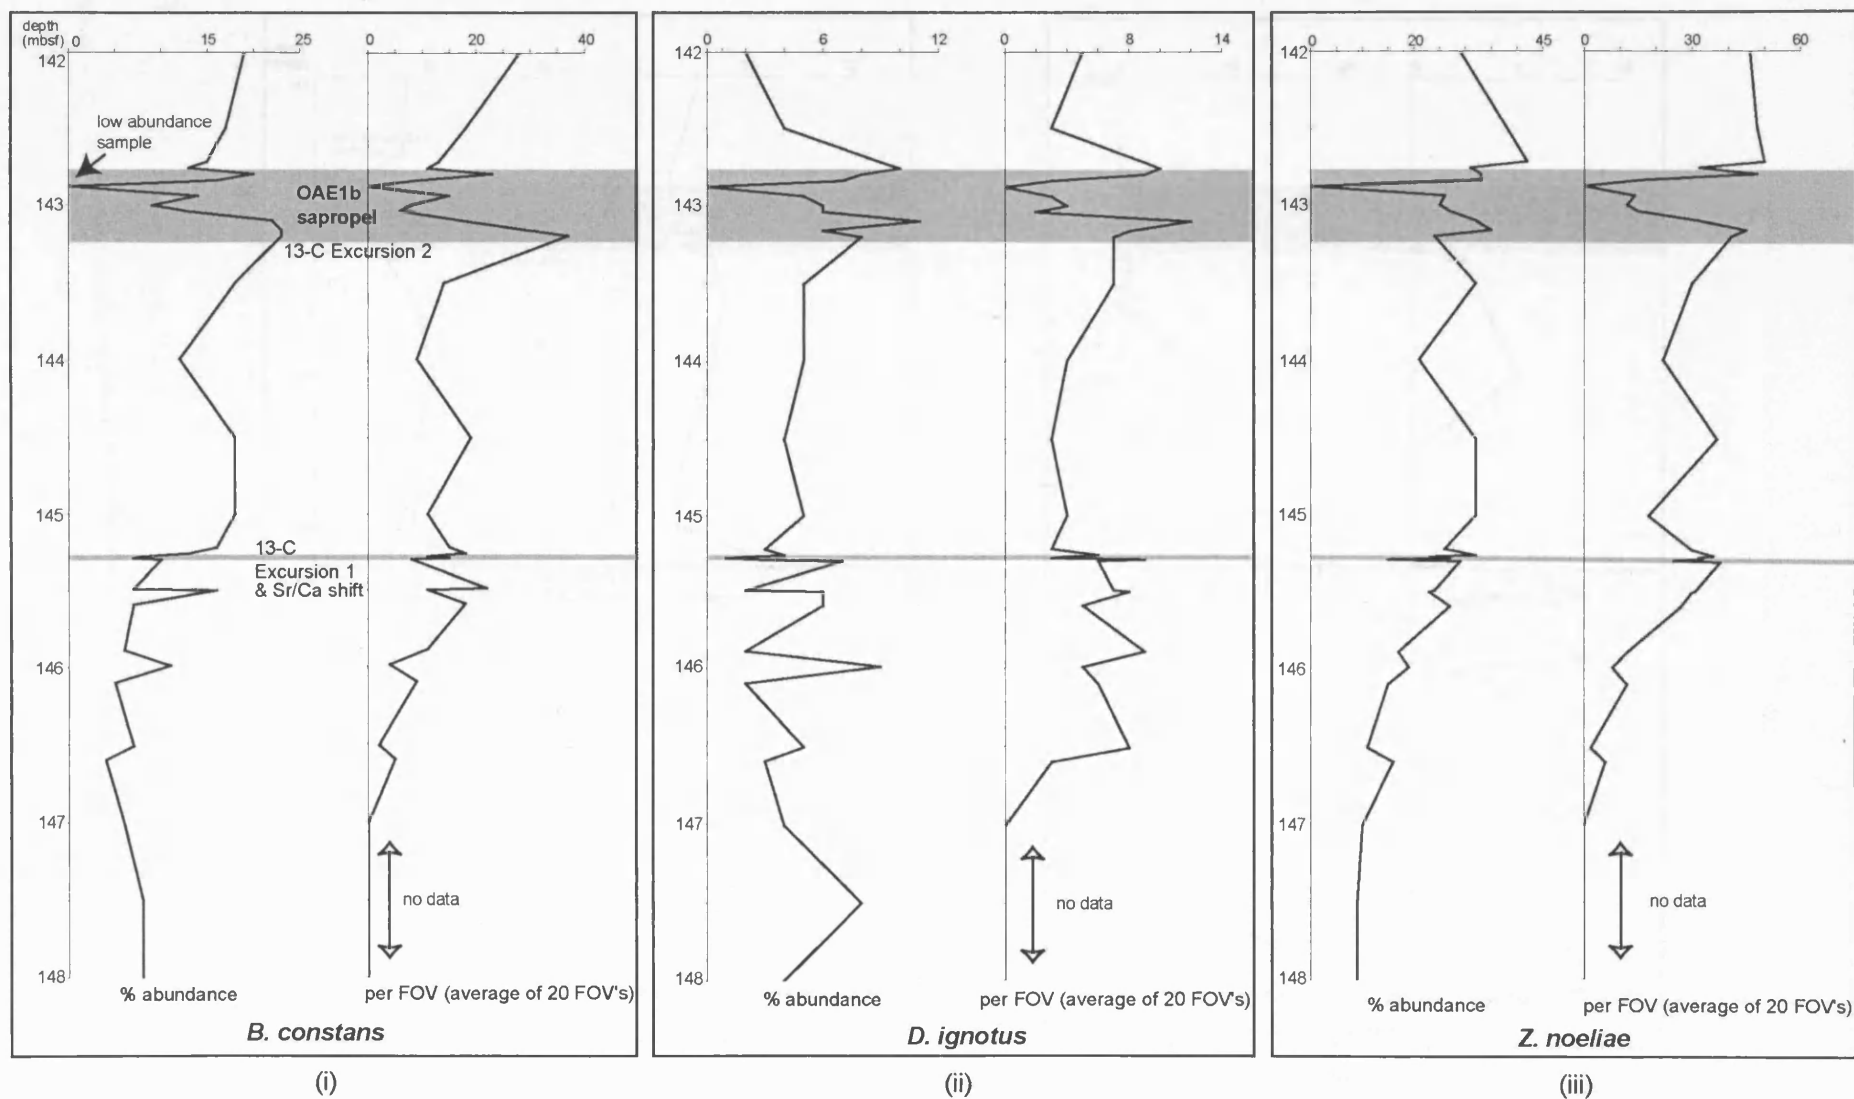 depth
(mbsf)
0 15 25
0 20 40
142
143
144
145
146
147
148
low abundance
sample
OAE1b
sapropel
13-C Excursion 2
13-C
Excursion 1
& Sr/Ca shift
no data
% abundance
per FOV (average of 20 FOV's)
B. constans
(i)
0 6 12
0 8 14
142
143
144
145
146
147
148
no data
% abundance
per FOV (average of 20 FOV's)
D. ignotus
(ii)
0 20 45
0 30 60
142
143
144
145
146
147
148
no data
% abundance
per FOV (average of 20 FOV's)
Z. noeliae
(iii)